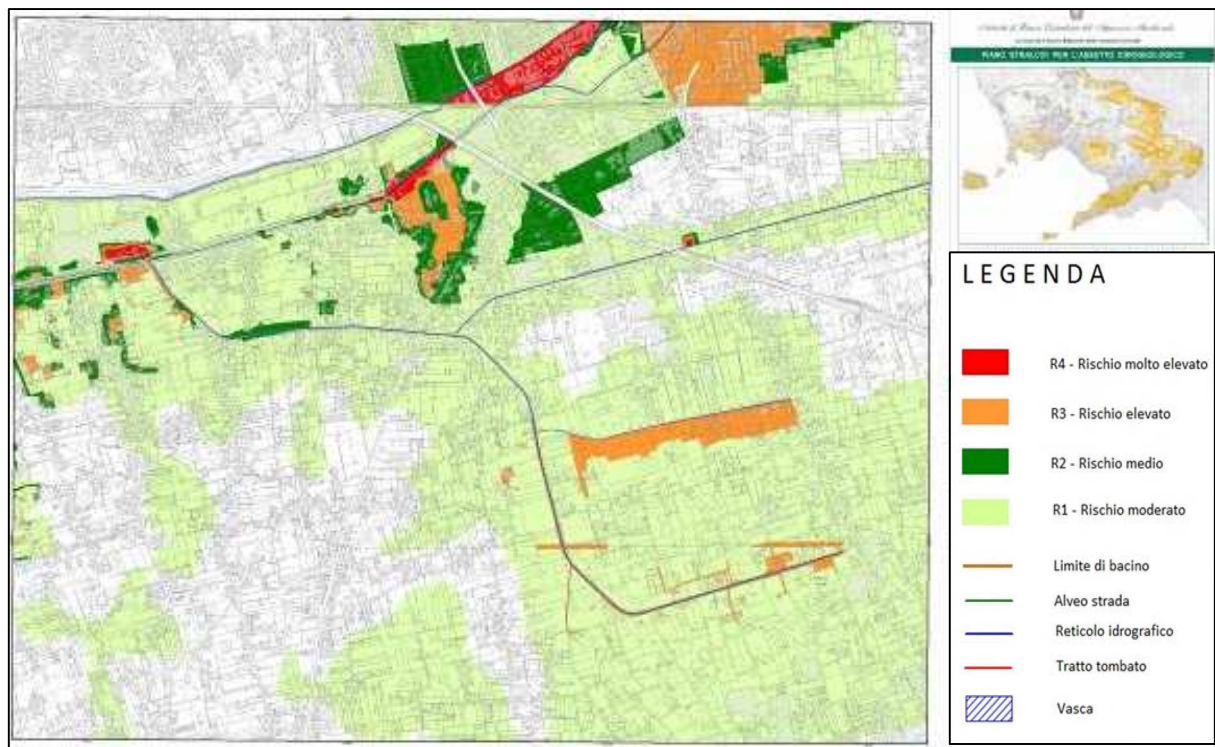 PIANO STRALCIO PER L'ASSETTO IDROGEOLOGICO
LEGENDA
R4 - Rischio molto elevato
R3 - Rischio elevato
R2 - Rischio medio
R1 - Rischio moderato
Limite di bacino
Alveo strada
Reticolo idrografico
Tratto tombato
Vasca